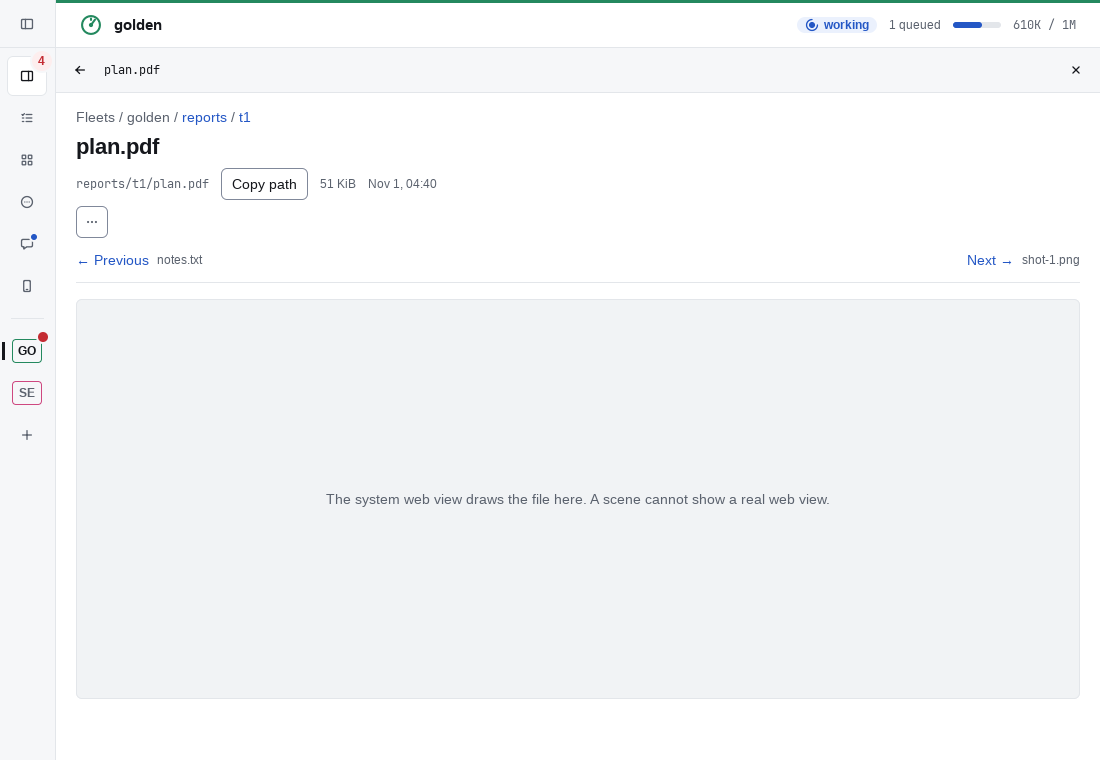 golden
working
1 queued
610K / 1M
4
plan.pdf
Fleets / golden / reports / t1
plan.pdf
reports/t1/plan.pdf
Copy path
51 KiB
Nov 1, 04:40
← Previous notes.txt
Next → shot-1.png
GO
SE
The system web view draws the file here. A scene cannot show a real web view.